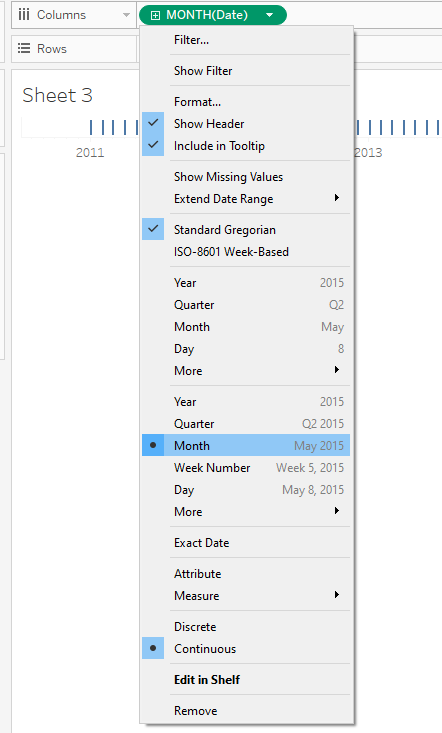 Columns
MONTH(Date)
Rows
Filter...
Show Filter
Sheet 3
Format...
Show Header
Include in Tooltip
2011
2013
Show Missing Values
Extend Date Range
Standard Gregorian
ISO-8601 Week-Based
Year 2015
Quarter Q2
Month May
Day 8
More
Year 2015
Quarter Q2 2015
Month May 2015
Week Number Week 5, 2015
Day May 8, 2015
More
Exact Date
Attribute
Measure
Discrete
Continuous
Edit in Shelf
Remove